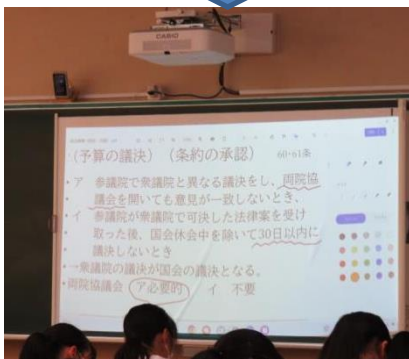 CASIO
(予算の議決)(条約の承認) 60-61条
・ア 参議院で衆議院と異なる議決をし、両院協
議会を開いても意見が一致しないとき、
・イ 参議院が衆議院で可決した法律案を受け
取った後、国会休会中を除いて30日以内に
議決しないとき
→衆議院の議決が国会の議決となる。
・両院協議会 ア必要的 イ 不要